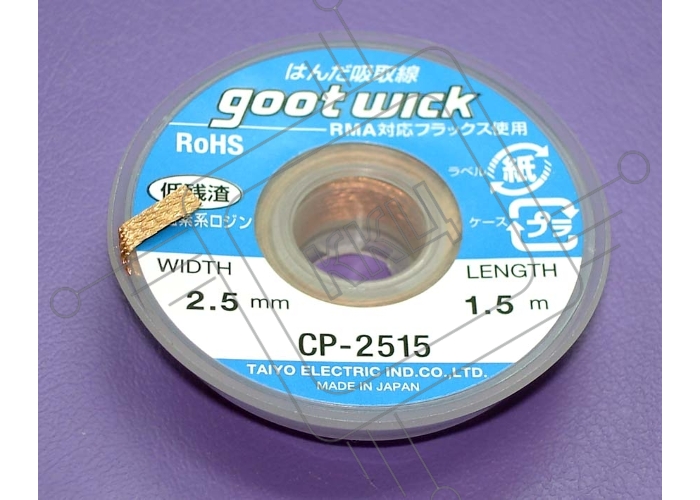 はんだ吸取線
goot wick
RMA対応フラックス使用
RoHS
低残渣
系ロジン
ラベル 紙
ケース プラ
WIDTH
2.5 mm
LENGTH
1.5 m
CP-2515
TAIYO ELECTRIC IND.CO.,LTD.
MADE IN JAPAN